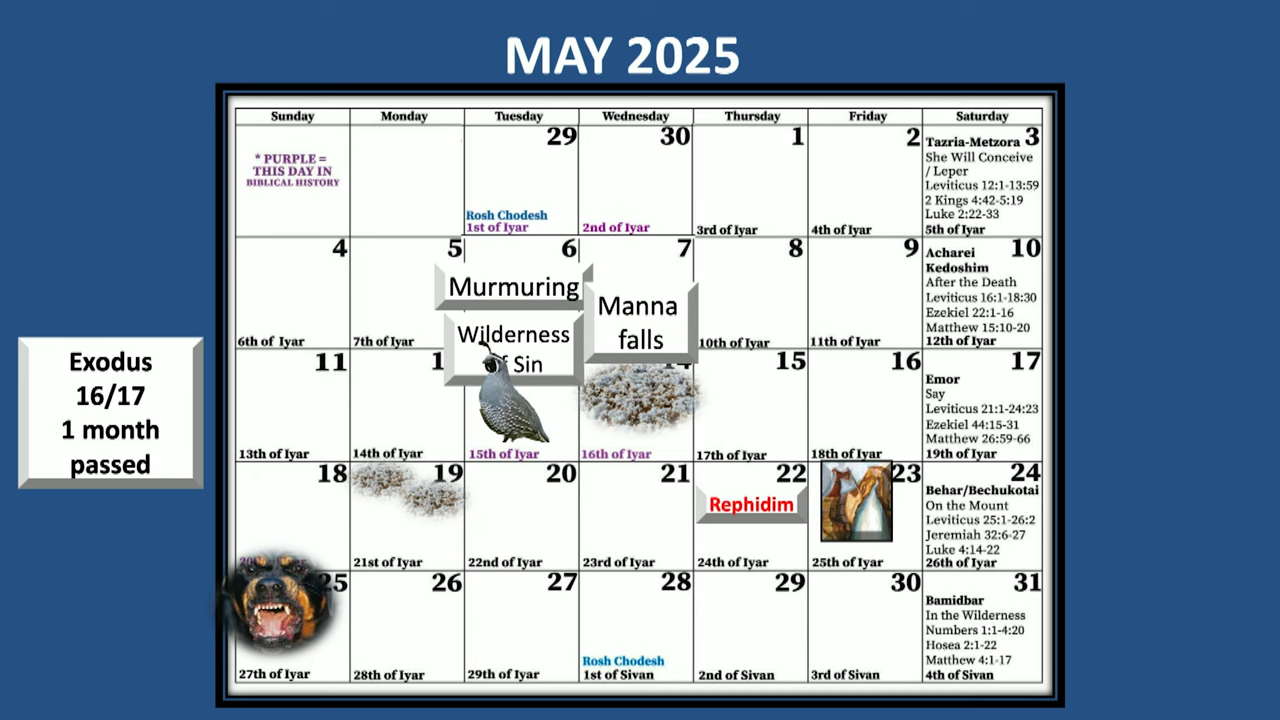 MAY 2025
Sunday Monday Tuesday Wednesday Thursday Friday Saturday
* PURPLE =
THIS DAY IN
BIBLICAL HISTORY
29
Rosh Chodesh
1st of Iyar
30
2nd of Iyar
1
3rd of Iyar
2
4th of Iyar
Tazria-Metzora 3
She Will Conceive
/ Leper
Leviticus 12:1-13:59
2 Kings 4:42-5:19
Luke 2:22-33
5th of Iyar
4
6th of Iyar
5
7th of Iyar
6
Murmuring
Wilderness
of Sin
7
Manna
falls
8
10th of Iyar
9
11th of Iyar
Acharei 10
Kedoshim
After the Death
Leviticus 16:1-18:30
Ezekiel 22:1-16
Matthew 15:10-20
12th of Iyar
Exodus
16/17
1 month
passed
11
13th of Iyar
1
14th of Iyar
15th of Iyar
14
16th of Iyar
15
17th of Iyar
16
18th of Iyar
17
Emor
Say
Leviticus 21:1-24:23
Ezekiel 44:15-31
Matthew 26:59-66
19th of Iyar
18
19
21st of Iyar
20
22nd of Iyar
21
23rd of Iyar
22
Rephidim
24th of Iyar
23
25th of Iyar
24
Behar/Bechukotai
On the Mount
Leviticus 25:1-26:2
Jeremiah 32:6-27
Luke 4:14-22
26th of Iyar
25
27th of Iyar
26
28th of Iyar
27
29th of Iyar
28
Rosh Chodesh
1st of Sivan
29
2nd of Sivan
30
3rd of Sivan
31
Bamidbar
In the Wilderness
Numbers 1:1-4:20
Hosea 2:1-22
Matthew 4:1-17
4th of Sivan